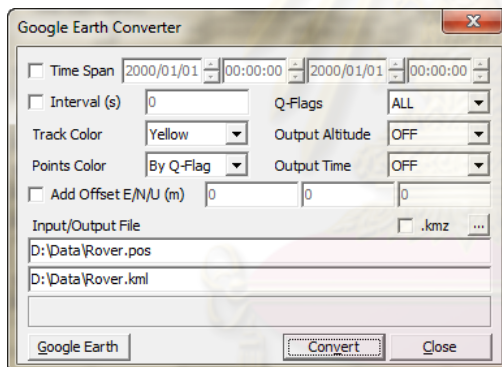 Google Earth Converter
Time Span 2000/01/01 00:00:00 2000/01/01 00:00:00
Interval (s) 0 Q-Flags ALL
Track Color Yellow Output Altitude OFF
Points Color By Q-Flag Output Time OFF
Add Offset E/N/U (m) 0 0 0
Input/Output File .kmz ...
D:\Data\Rover.pos
D:\Data\Rover.kml
Google Earth Convert Close